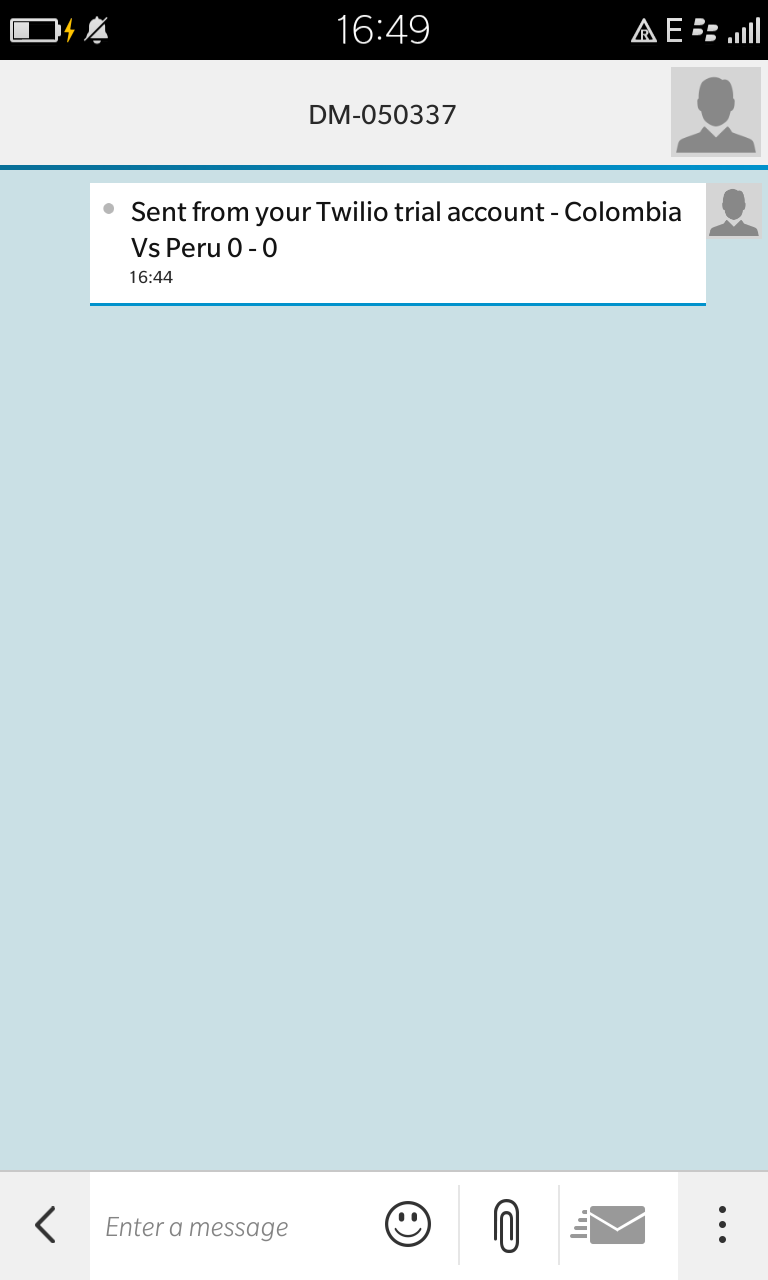 16:49
R E
DM-050337
Sent from your Twilio trial account - Colombia
Vs Peru 0 - 0
16:44
Enter a message